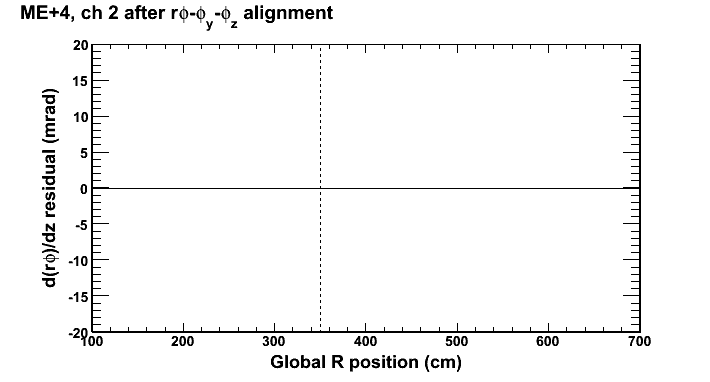 ME+4, ch 2 after rϕ-ϕy-ϕz alignment
d(rϕ)/dz residual (mrad)
20
15
10
5
0
-5
-10
-15
-20
100 200 300 400 500 600 700
Global R position (cm)